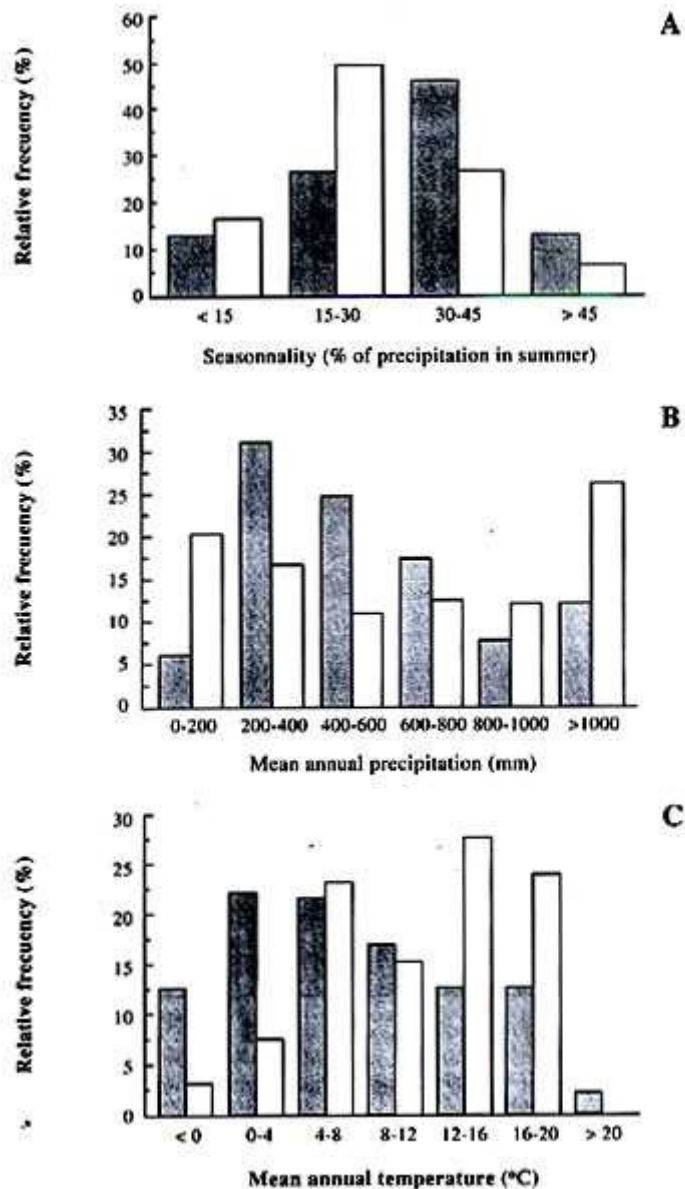 A
Relative frecuency (%)
60
50
40
30
20
10
0
< 15 15-30 30-45 > 45
Seasonnality (% of precipitation in summer)
B
Relative frecuency (%)
35
30
25
20
15
10
5
0
0-200 200-400 400-600 600-800 800-1000 >1000
Mean annual precipitation (mm)
C
Relative frecuency (%)
30
25
20
15
10
5
0
< 0 0-4 4-8 8-12 12-16 16-20 > 20
Mean annual temperature (ºC)